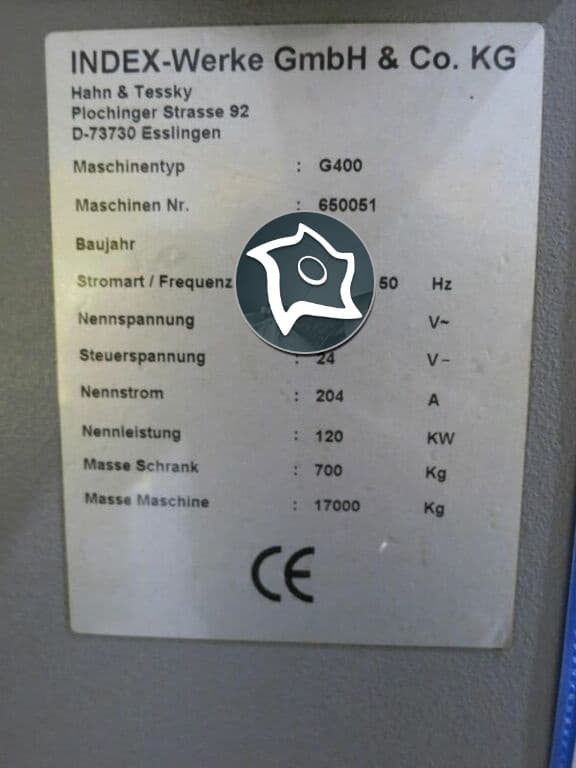 INDEX-Werke GmbH & Co. KG
Hahn & Tessky
Plochinger Strasse 92
D-73730 Esslingen
Maschinentyp : G400
Maschinen Nr. : 650051
Baujahr
Stromart / Frequenz 50 Hz
Nennspannung V~
Steuerspannung : 24 V–
Nennstrom : 204 A
Nennleistung : 120 KW
Masse Schrank : 700 Kg
Masse Maschine : 17000 Kg
CE